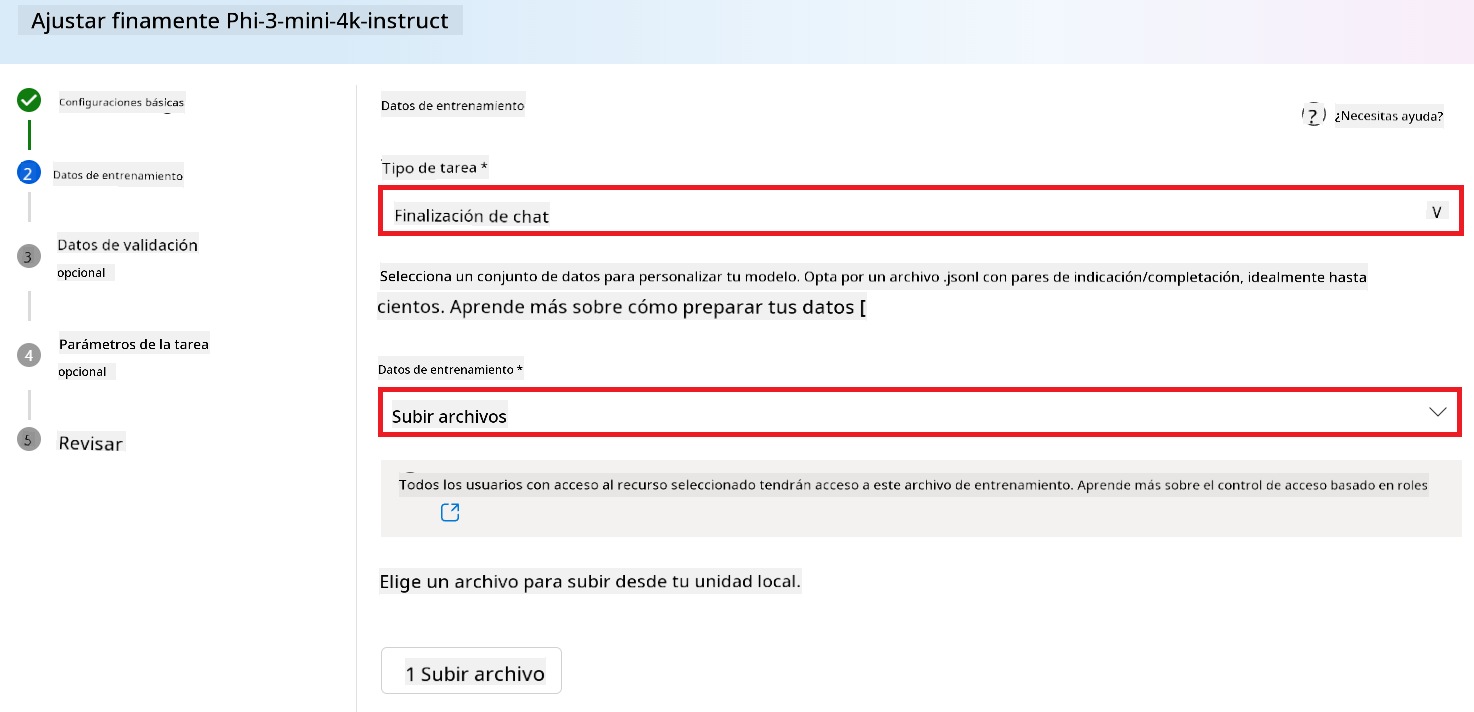 Ajustar finamente Phi-3-mini-4k-instruct
Configuraciones básicas
2
Datos de entrenamiento
3
Datos de validación
opcional
4
Parámetros de la tarea
opcional
5
Revisar
Datos de entrenamiento
? ¿Necesitas ayuda?
Tipo de tarea *
Finalización de chat V
Selecciona un conjunto de datos para personalizar tu modelo. Opta por un archivo .jsonl con pares de indicación/completación, idealmente hasta
cientos. Aprende más sobre cómo preparar tus datos [
Datos de entrenamiento *
Subir archivos
Todos los usuarios con acceso al recurso seleccionado tendrán acceso a este archivo de entrenamiento. Aprende más sobre el control de acceso basado en roles
Elige un archivo para subir desde tu unidad local.
1 Subir archivo